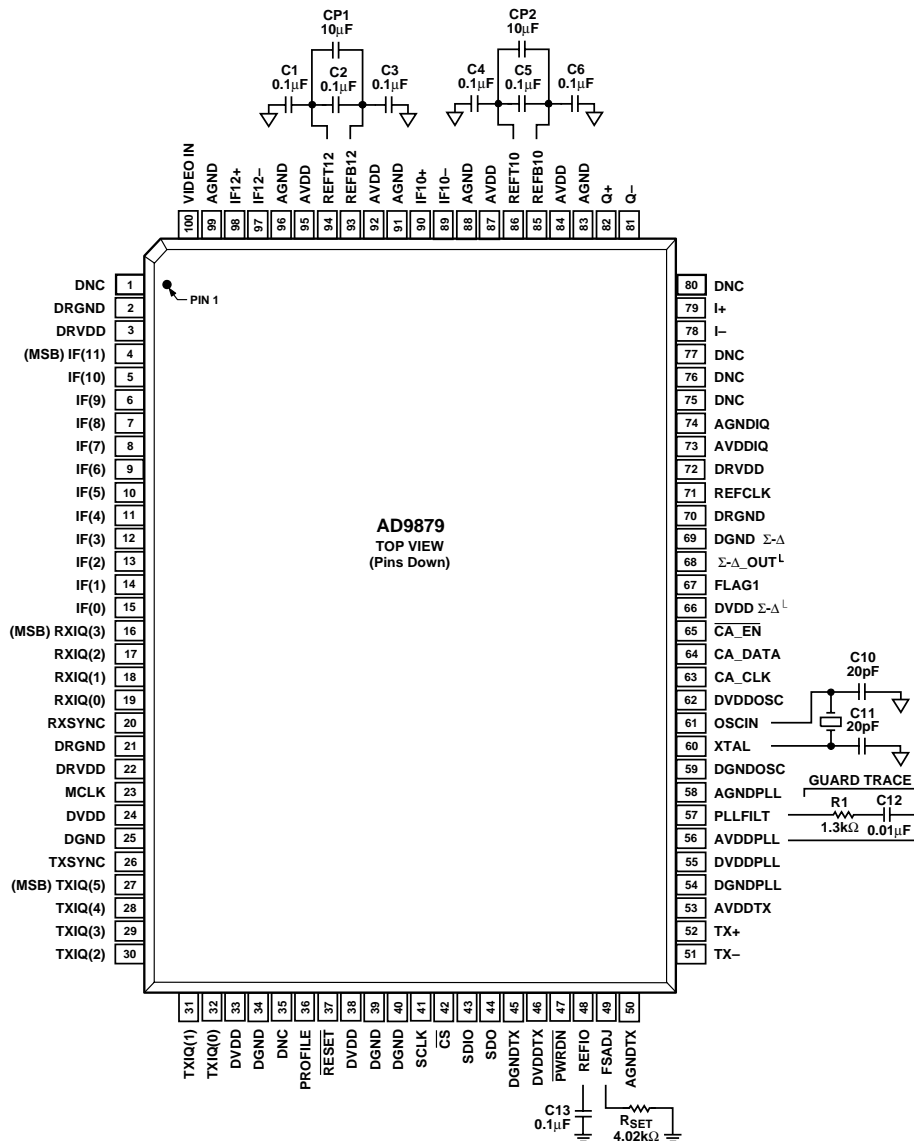 CP1
10μF
C1
0.1μF
C2
0.1μF
C3
0.1μF
CP2
10μF
C4
0.1μF
C5
0.1μF
C6
0.1μF
VIDEO IN
AGND
IF12+
IF12–
AGND
AVDD
REFT12
REFB12
AVDD
AGND
IF10+
IF10–
AGND
AVDD
REFT10
REFB10
AVDD
AGND
Q+
Q–
100
99
98
97
96
95
94
93
92
91
90
89
88
87
86
85
84
83
82
81
DNC 1
DRGND 2
DRVDD 3
(MSB) IF(11) 4
IF(10) 5
IF(9) 6
IF(8) 7
IF(7) 8
IF(6) 9
IF(5) 10
IF(4) 11
IF(3) 12
IF(2) 13
IF(1) 14
IF(0) 15
(MSB) RXIQ(3) 16
RXIQ(2) 17
RXIQ(1) 18
RXIQ(0) 19
RXSYNC 20
DRGND 21
DRVDD 22
MCLK 23
DVDD 24
DGND 25
TXSYNC 26
(MSB) TXIQ(5) 27
TXIQ(4) 28
TXIQ(3) 29
TXIQ(2) 30
PIN 1
AD9879
TOP VIEW
(Pins Down)
80 DNC
79 I+
78 I–
77 DNC
76 DNC
75 DNC
74 AGNDIQ
73 AVDDIQ
72 DRVDD
71 REFCLK
70 DRGND
69 DGND Σ-Δ
68 Σ-Δ_OUT└
67 FLAG1
66 DVDD Σ-Δ└
65 CA_EN
64 CA_DATA
63 CA_CLK
62 DVDDOSC
61 OSCIN
60 XTAL
59 DGNDOSC
58 AGNDPLL
57 PLLFILT
56 AVDDPLL
55 DVDDPLL
54 DGNDPLL
53 AVDDTX
52 TX+
51 TX–
C10
20pF
C11
20pF
GUARD TRACE
R1
1.3kΩ
C12
0.01μF
31
32
33
34
35
36
37
38
39
40
41
42
43
44
45
46
47
48
49
50
TXIQ(1)
TXIQ(0)
DVDD
DGND
DNC
PROFILE
RESET
DVDD
DGND
DGND
SCLK
CS
SDIO
SDO
DGNDTX
DVDDTX
PWRDN
REFIO
FSADJ
AGNDTX
C13
0.1μF
RSET
4.02kΩ